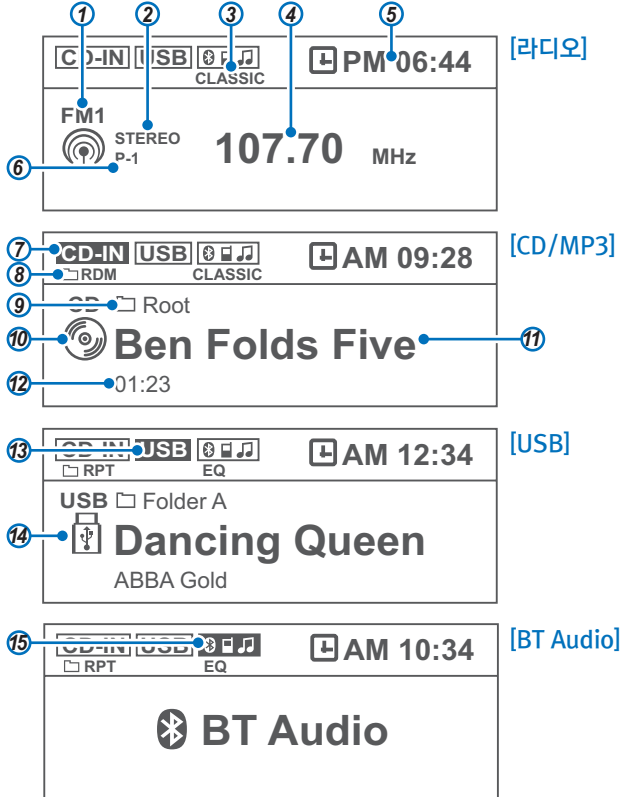 1 2 3 4 5
CD-IN USB PM 06:44 [라디오]
CLASSIC
FM1
STEREO
6 P-1 107.70 MHz
7 CD-IN USB AM 09:28 [CD/MP3]
8 RDM CLASSIC
9 CD Root
10 Ben Folds Five 11
12 01:23
13 CD-IN USB AM 12:34 [USB]
RPT EQ
USB Folder A
14 Dancing Queen
ABBA Gold
15 CD-IN USB AM 10:34 [BT Audio]
RPT EQ
BT Audio